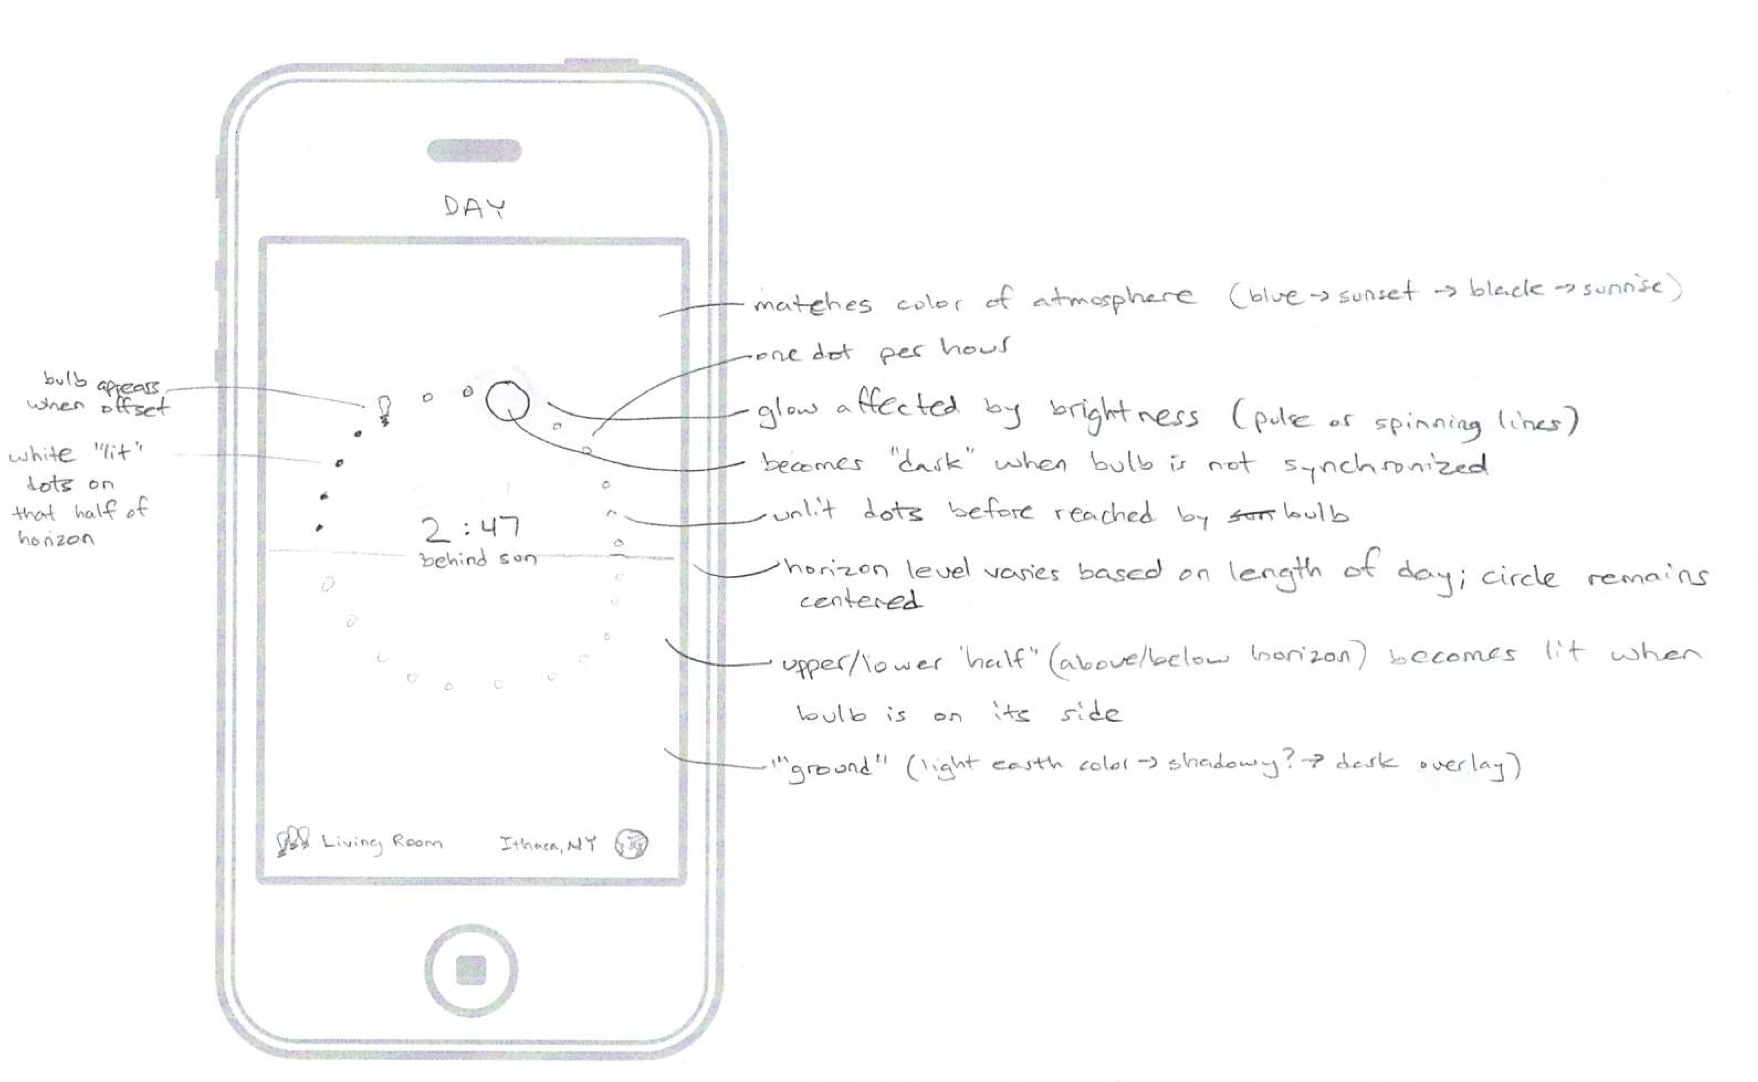 DAY
matches color of atmosphere (blue → sunset → black → sunrise)
one dot per hour
bulb appears
when offset
glow affected by brightness (pulse or spinning lines)
white "lit"
dots on
that half of
horizon
becomes "dark" when bulb is not synchronized
unlit dots before reached by sun bulb
2:47
behind sun
horizon level varies based on length of day; circle remains
centered
upper/lower "half" (above/below horizon) becomes lit when
bulb is on its side
"ground" (light earth color → shadowy? → dark overlay)
Living Room
Ithaca, NY